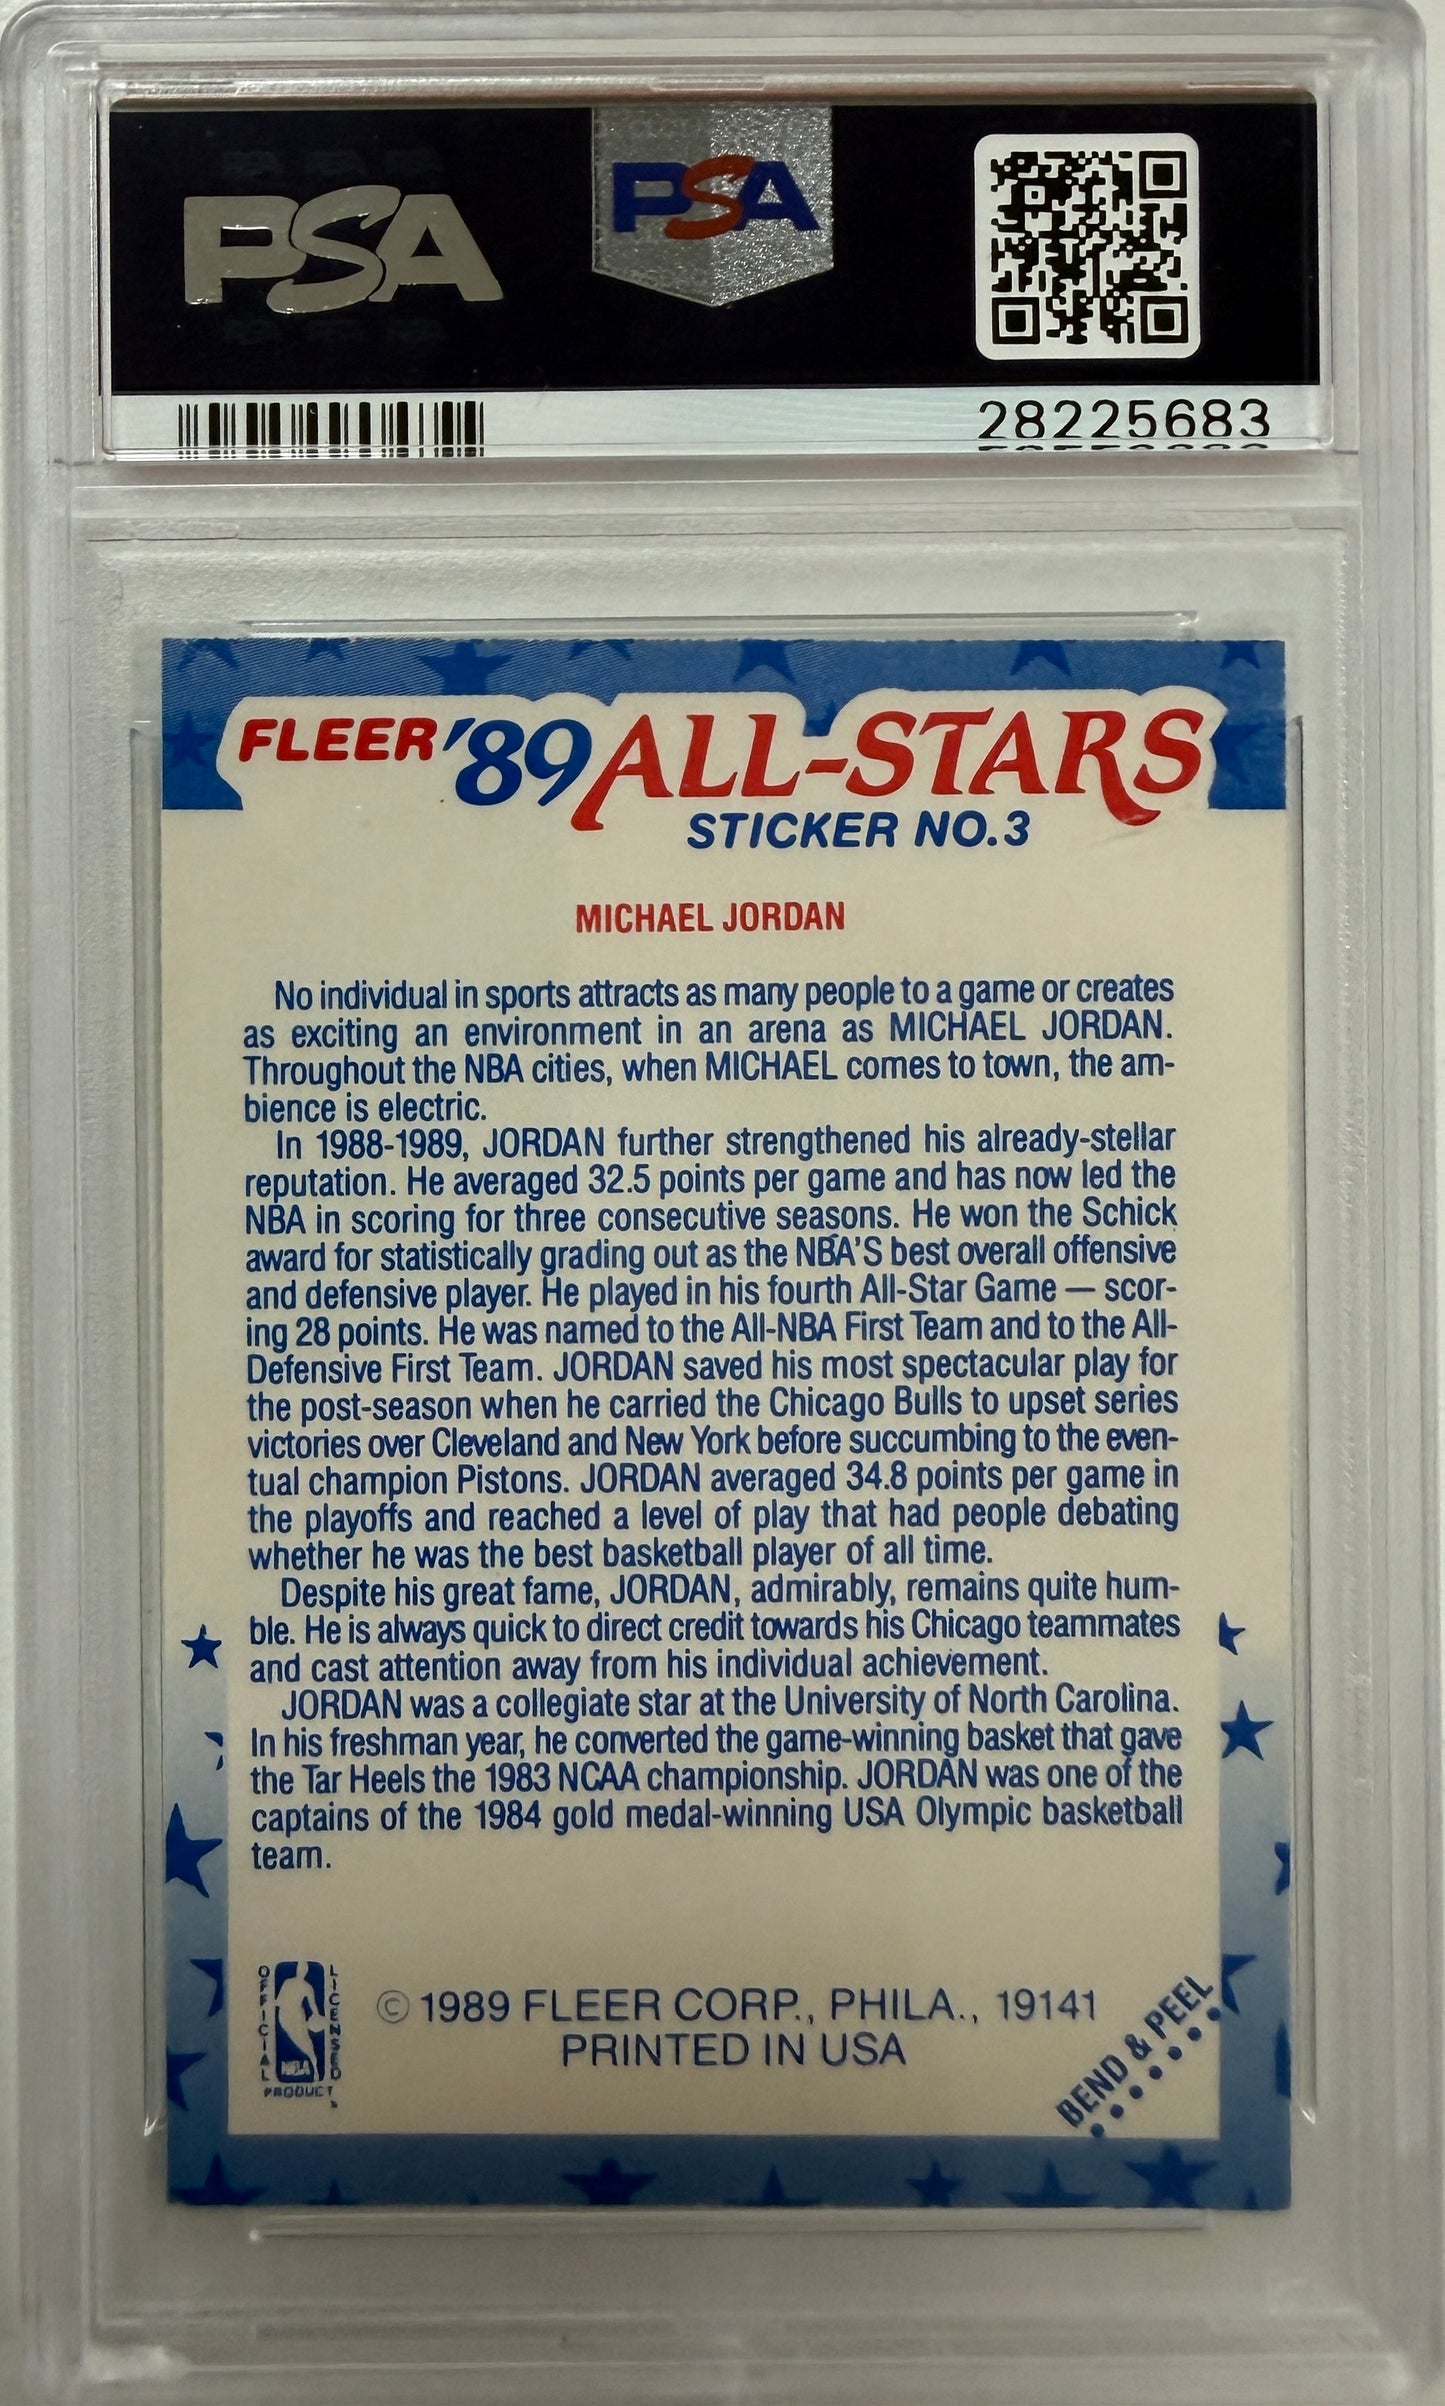 PSA
PSA
28225683
FLEER '89 ALL-STARS
STICKER NO.3
MICHAEL JORDAN
No individual in sports attracts as many people to a game or creates
as exciting an environment in an arena as MICHAEL JORDAN.
Throughout the NBA cities, when MICHAEL comes to town, the am-
bience is electric.
In 1988-1989, JORDAN further strengthened his already-stellar
reputation. He averaged 32.5 points per game and has now led the
NBA in scoring for three consecutive seasons. He won the Schick
award for statistically grading out as the NBA'S best overall offensive
and defensive player. He played in his fourth All-Star Game — scor-
ing 28 points. He was named to the All-NBA First Team and to the All-
Defensive First Team. JORDAN saved his most spectacular play for
the post-season when he carried the Chicago Bulls to upset series
victories over Cleveland and New York before succumbing to the even-
tual champion Pistons. JORDAN averaged 34.8 points per game in
the playoffs and reached a level of play that had people debating
whether he was the best basketball player of all time.
Despite his great fame, JORDAN, admirably, remains quite hum-
ble. He is always quick to direct credit towards his Chicago teammates
and cast attention away from his individual achievement.
JORDAN was a collegiate star at the University of North Carolina.
In his freshman year, he converted the game-winning basket that gave
the Tar Heels the 1983 NCAA championship. JORDAN was one of the
captains of the 1984 gold medal-winning USA Olympic basketball
team.
OFFICIAL NBA LICENSED
PRODUCT
© 1989 FLEER CORP., PHILA., 19141
PRINTED IN USA
BEND & PEEL